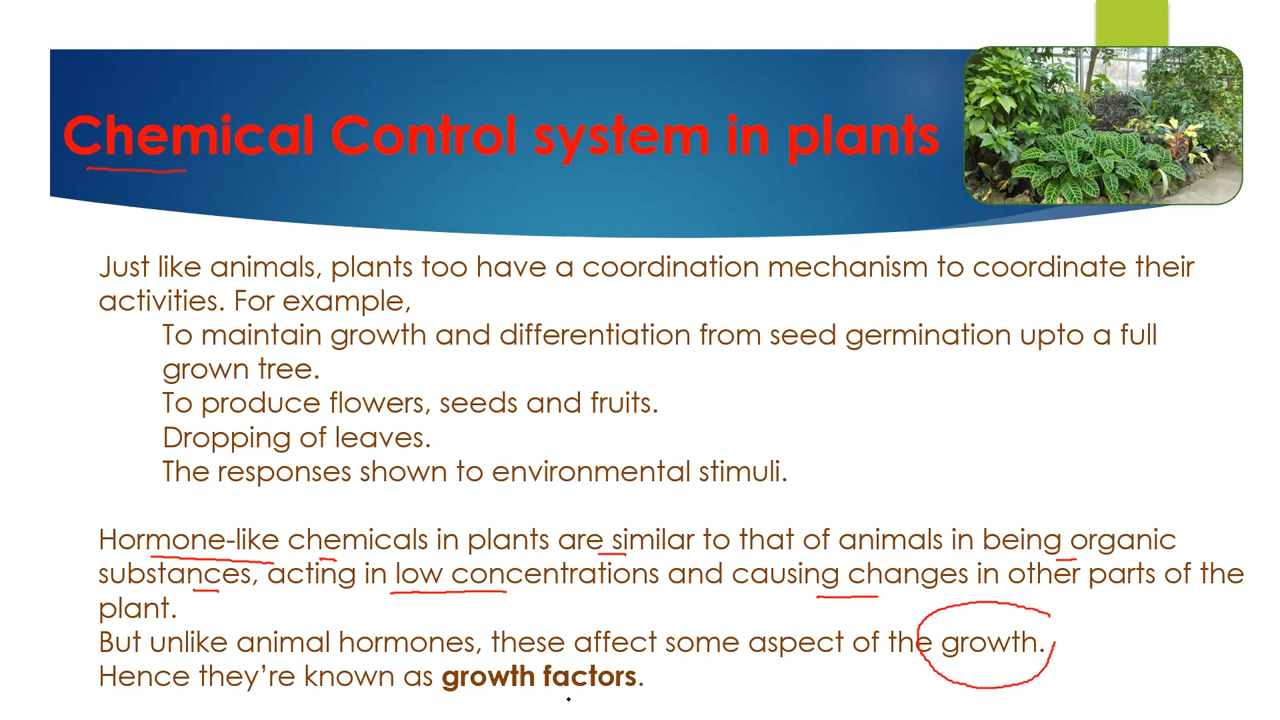 Chemical Control system in plants
Just like animals, plants too have a coordination mechanism to coordinate their
activities. For example,
To maintain growth and differentiation from seed germination upto a full
grown tree.
To produce flowers, seeds and fruits.
Dropping of leaves.
The responses shown to environmental stimuli.
Hormone-like chemicals in plants are similar to that of animals in being organic
substances, acting in low concentrations and causing changes in other parts of the
plant.
But unlike animal hormones, these affect some aspect of the growth.
Hence they're known as growth factors.